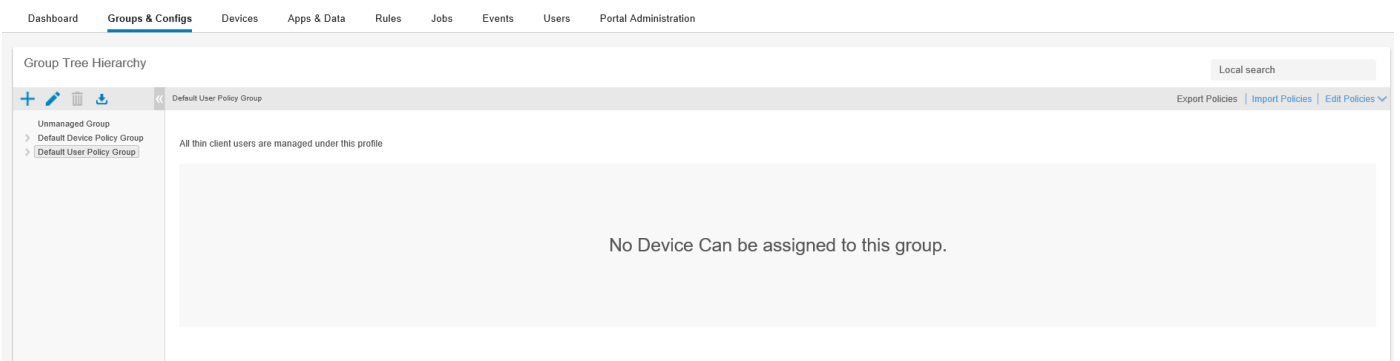 Dashboard Groups & Configs Devices Apps & Data Rules Jobs Events Users Portal Administration
Group Tree Hierarchy
Local search
Default User Policy Group
Export Policies | Import Policies | Edit Policies
Unmanaged Group
Default Device Policy Group
Default User Policy Group
All thin client users are managed under this profile
No Device Can be assigned to this group.